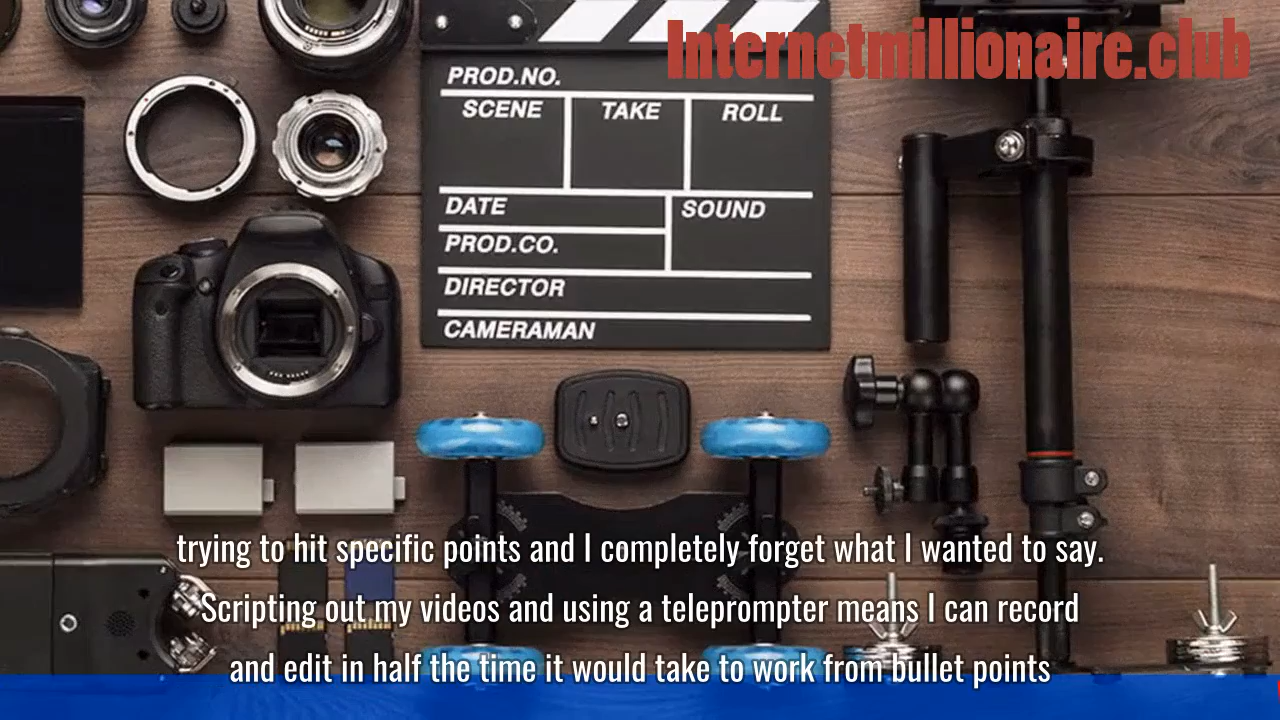 Internetmillionaire.club
PROD.NO.
SCENE TAKE ROLL
DATE SOUND
PROD.CO.
DIRECTOR
CAMERAMAN
trying to hit specific points and I completely forget what I wanted to say.
Scripting out my videos and using a teleprompter means I can record
and edit in half the time it would take to work from bullet points